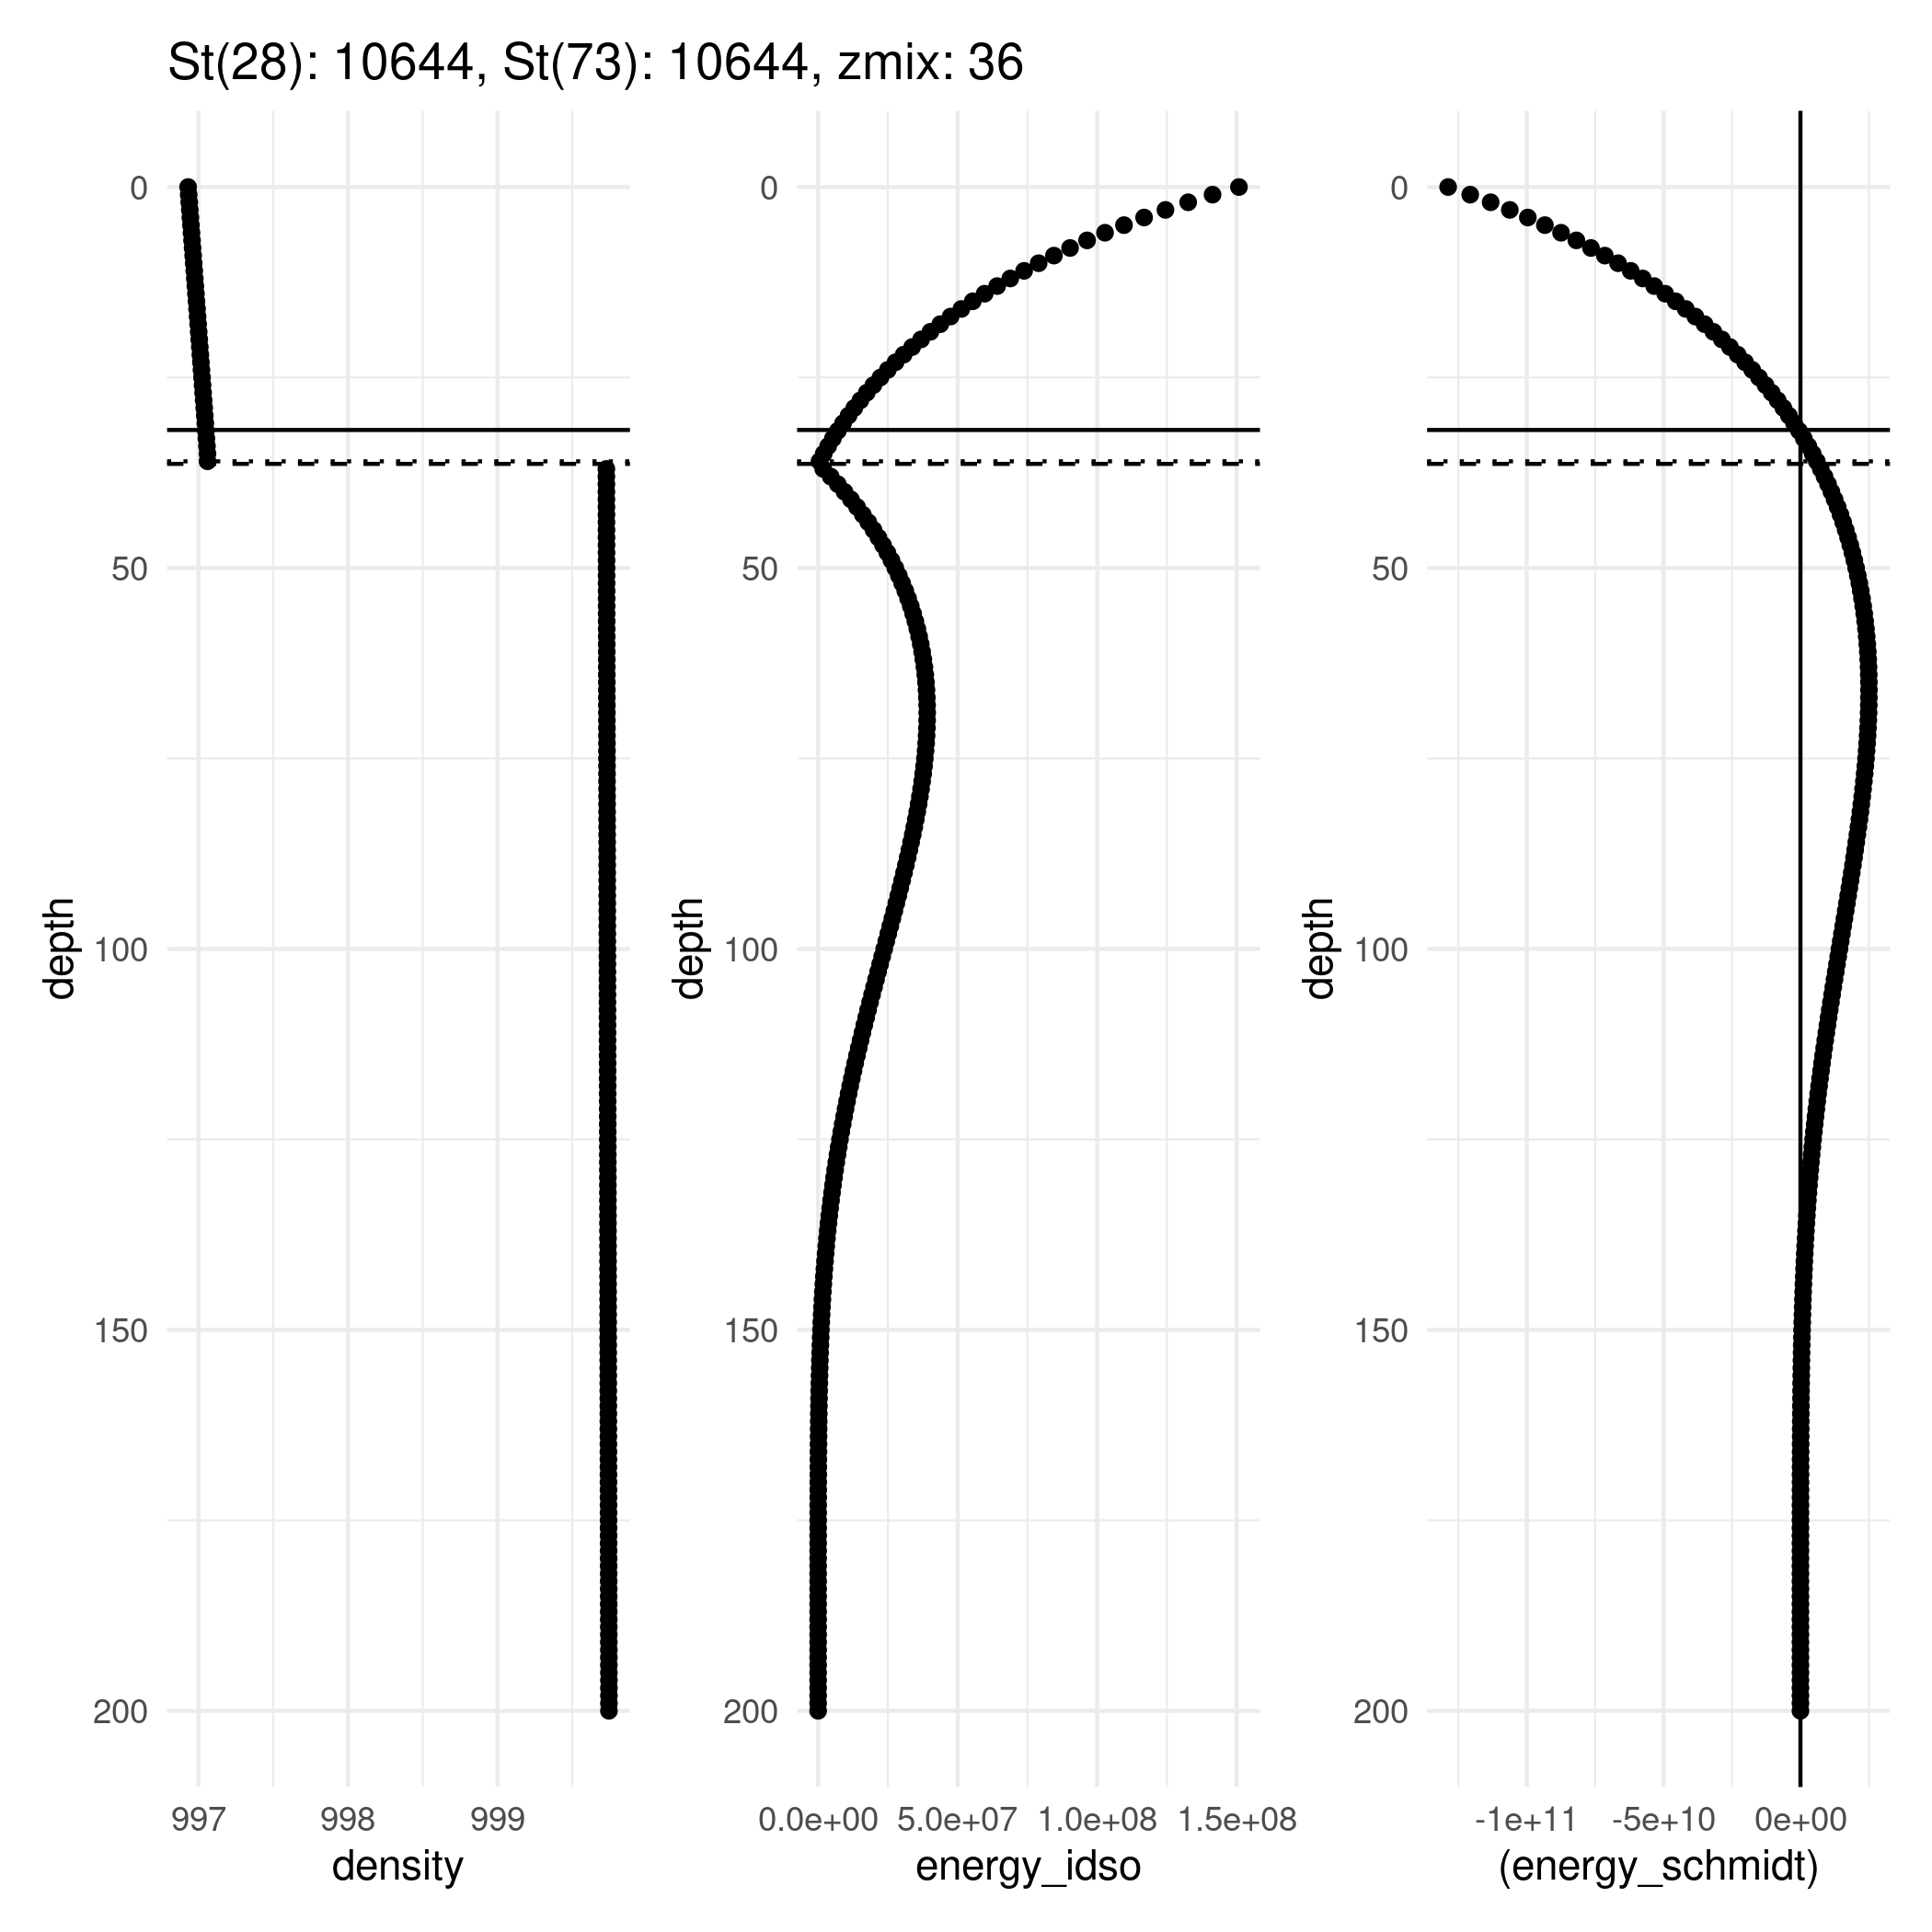 St(28): 10644, St(73): 10644, zmix: 36
0
50
100
150
200
depth
997 998 999
density
0
50
100
150
200
depth
0.0e+00 5.0e+07 1.0e+08 1.5e+08
energy_idso
0
50
100
150
200
depth
-1e+11 -5e+10 0e+00
(energy_schmidt)